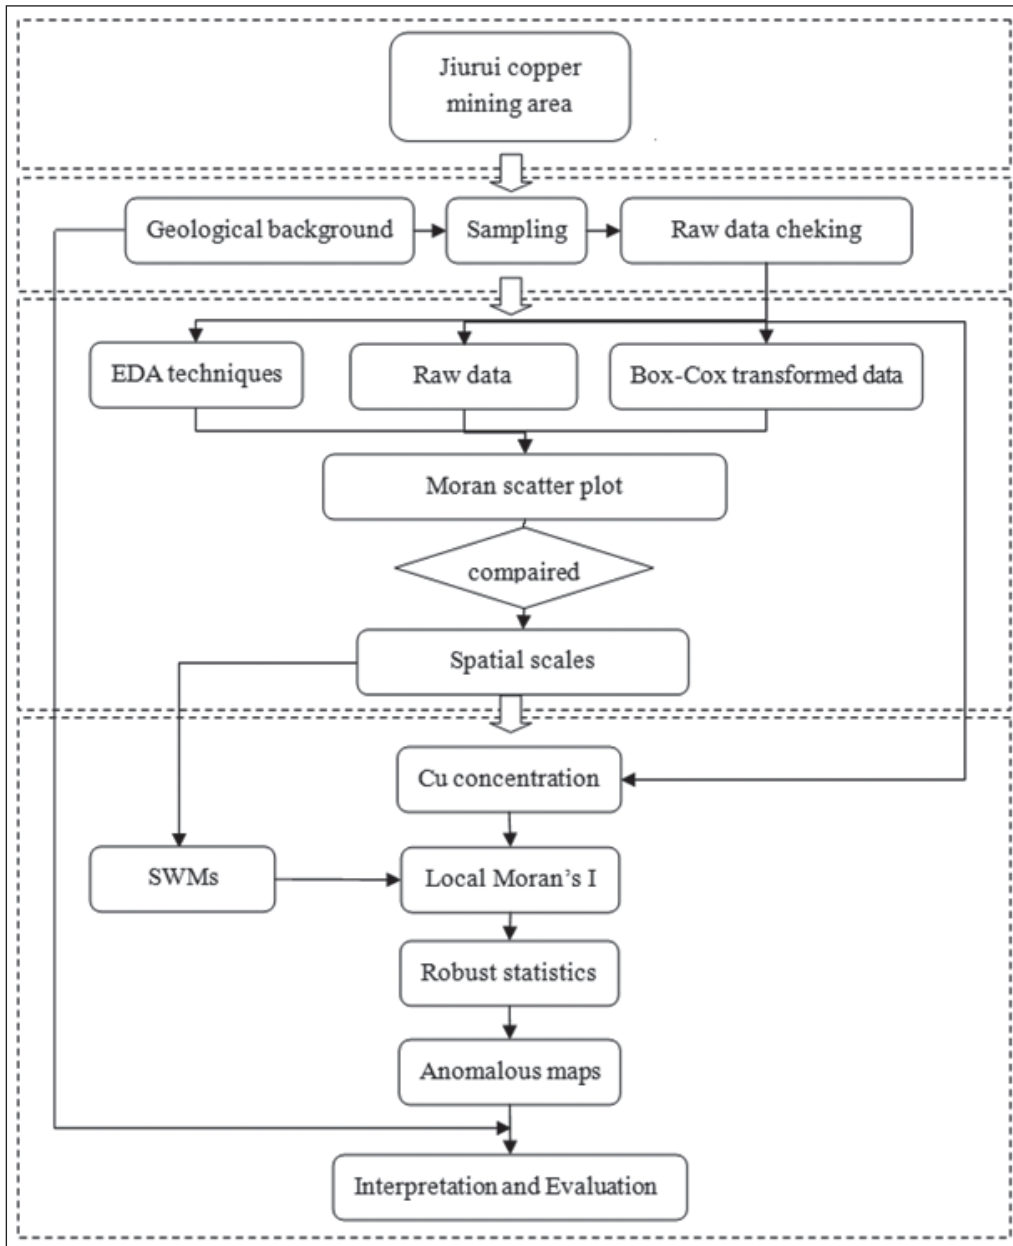 Jiurui copper
mining area
Geological background
Sampling
Raw data cheking
EDA techniques
Raw data
Box-Cox transformed data
Moran scatter plot
compaired
Spatial scales
Cu concentration
SWMs
Local Moran’s I
Robust statistics
Anomalous maps
Interpretation and Evaluation